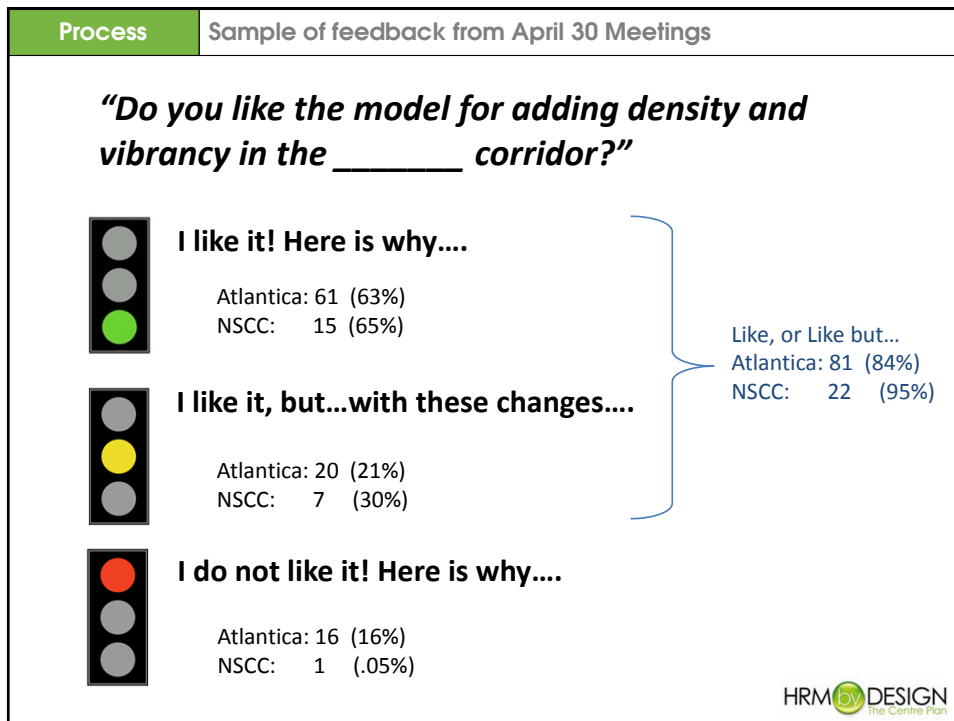 Process
Sample of feedback from April 30 Meetings
“Do you like the model for adding density and
vibrancy in the _______ corridor?”
I like it! Here is why….
Atlantica: 61 (63%)
NSCC: 15 (65%)
Like, or Like but…
Atlantica: 81 (84%)
NSCC: 22 (95%)
I like it, but…with these changes….
Atlantica: 20 (21%)
NSCC: 7 (30%)
I do not like it! Here is why….
Atlantica: 16 (16%)
NSCC: 1 (.05%)
HRM by DESIGN
The Centre Plan